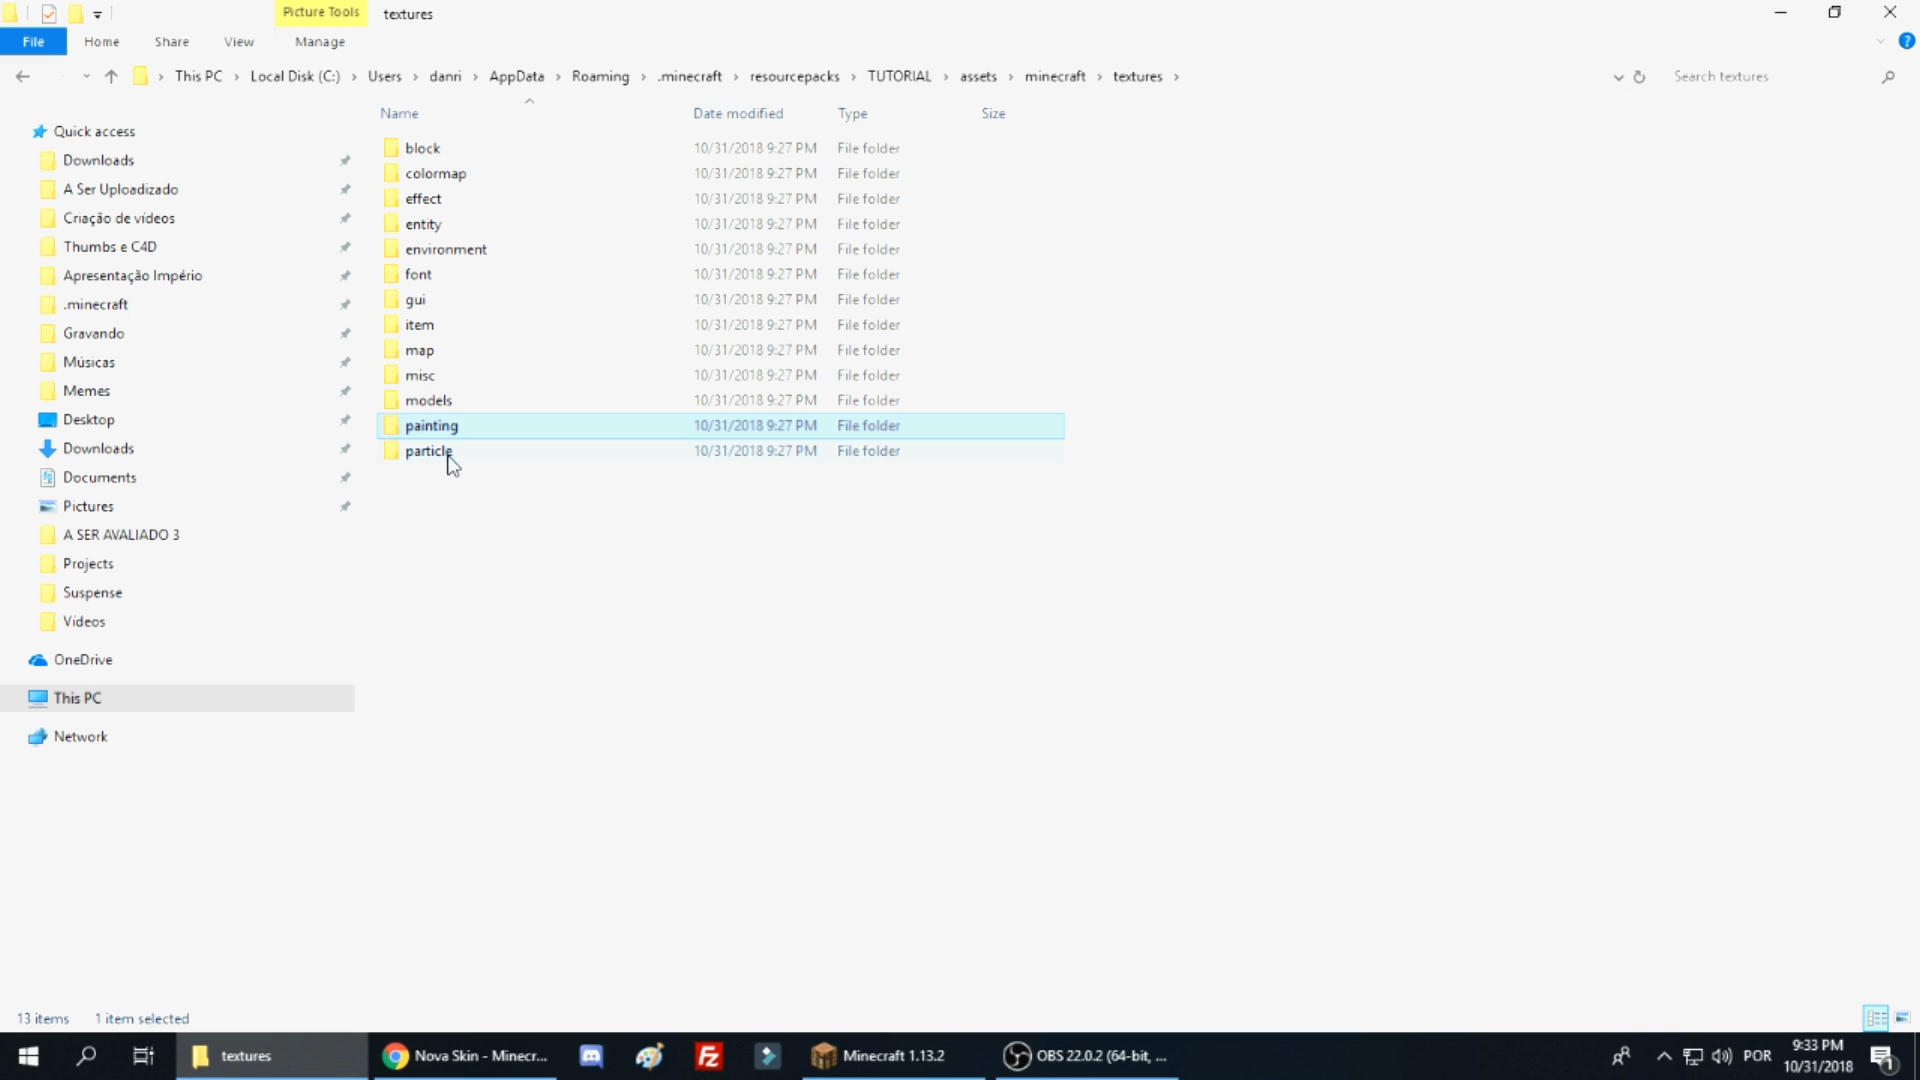 Picture Tools textures
File Home Share View Manage
This PC Local Disk (C:) Users danri AppData Roaming .minecraft resourcepacks TUTORIAL assets minecraft textures Search textures
Name Date modified Type Size
Quick access
Downloads
A Ser Uploadizado
Criação de vídeos
Thumbs e C4D
Apresentação Império
.minecraft
Gravando
Músicas
Memes
Desktop
Downloads
Documents
Pictures
A SER AVALIADO 3
Projects
Suspense
Vídeos
OneDrive
This PC
Network
block 10/31/2018 9:27 PM File folder
colormap 10/31/2018 9:27 PM File folder
effect 10/31/2018 9:27 PM File folder
entity 10/31/2018 9:27 PM File folder
environment 10/31/2018 9:27 PM File folder
font 10/31/2018 9:27 PM File folder
gui 10/31/2018 9:27 PM File folder
item 10/31/2018 9:27 PM File folder
map 10/31/2018 9:27 PM File folder
misc 10/31/2018 9:27 PM File folder
models 10/31/2018 9:27 PM File folder
painting 10/31/2018 9:27 PM File folder
particle 10/31/2018 9:27 PM File folder
13 items 1 item selected
textures Nova Skin - Minecr... Fz Minecraft 1.13.2 OBS 22.0.2 (64-bit, ... POR 9:33 PM
10/31/2018 1